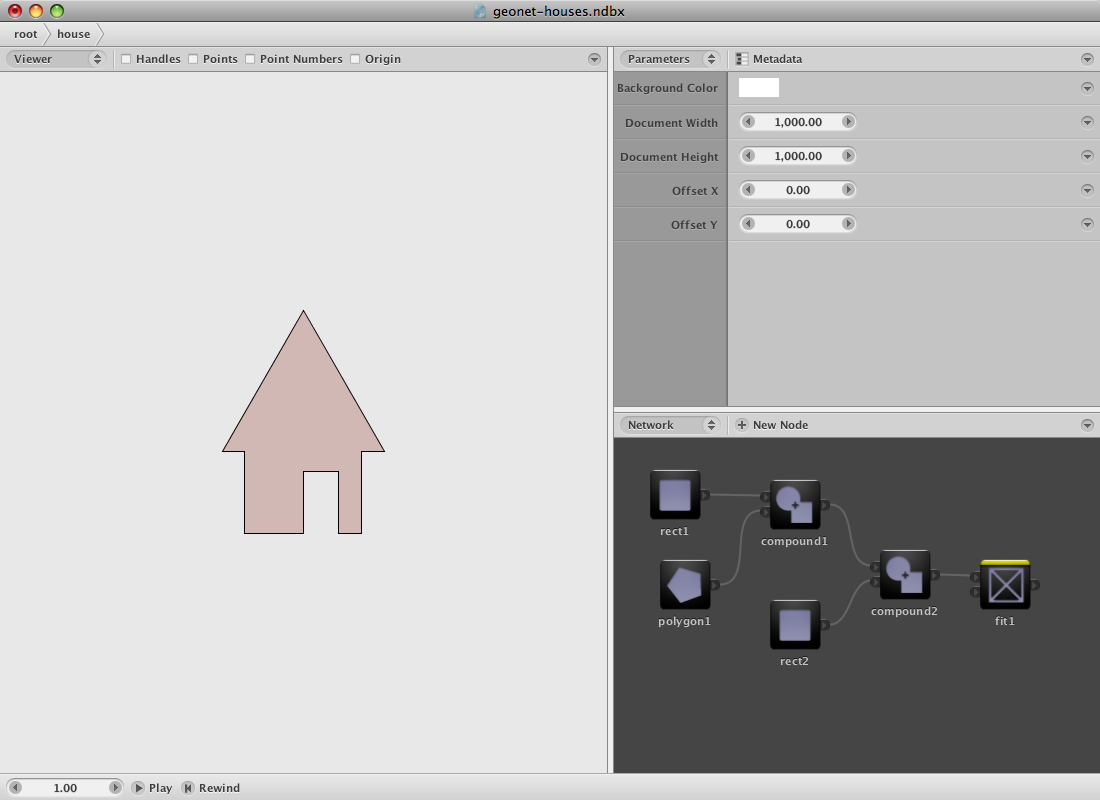 geonet-houses.ndbx
root house
Viewer Handles Points Point Numbers Origin
Parameters Metadata
Background Color
Document Width 1,000.00
Document Height 1,000.00
Offset X 0.00
Offset Y 0.00
Network New Node
rect1
compound1
polygon1
compound2
rect2
fit1
1.00 Play Rewind